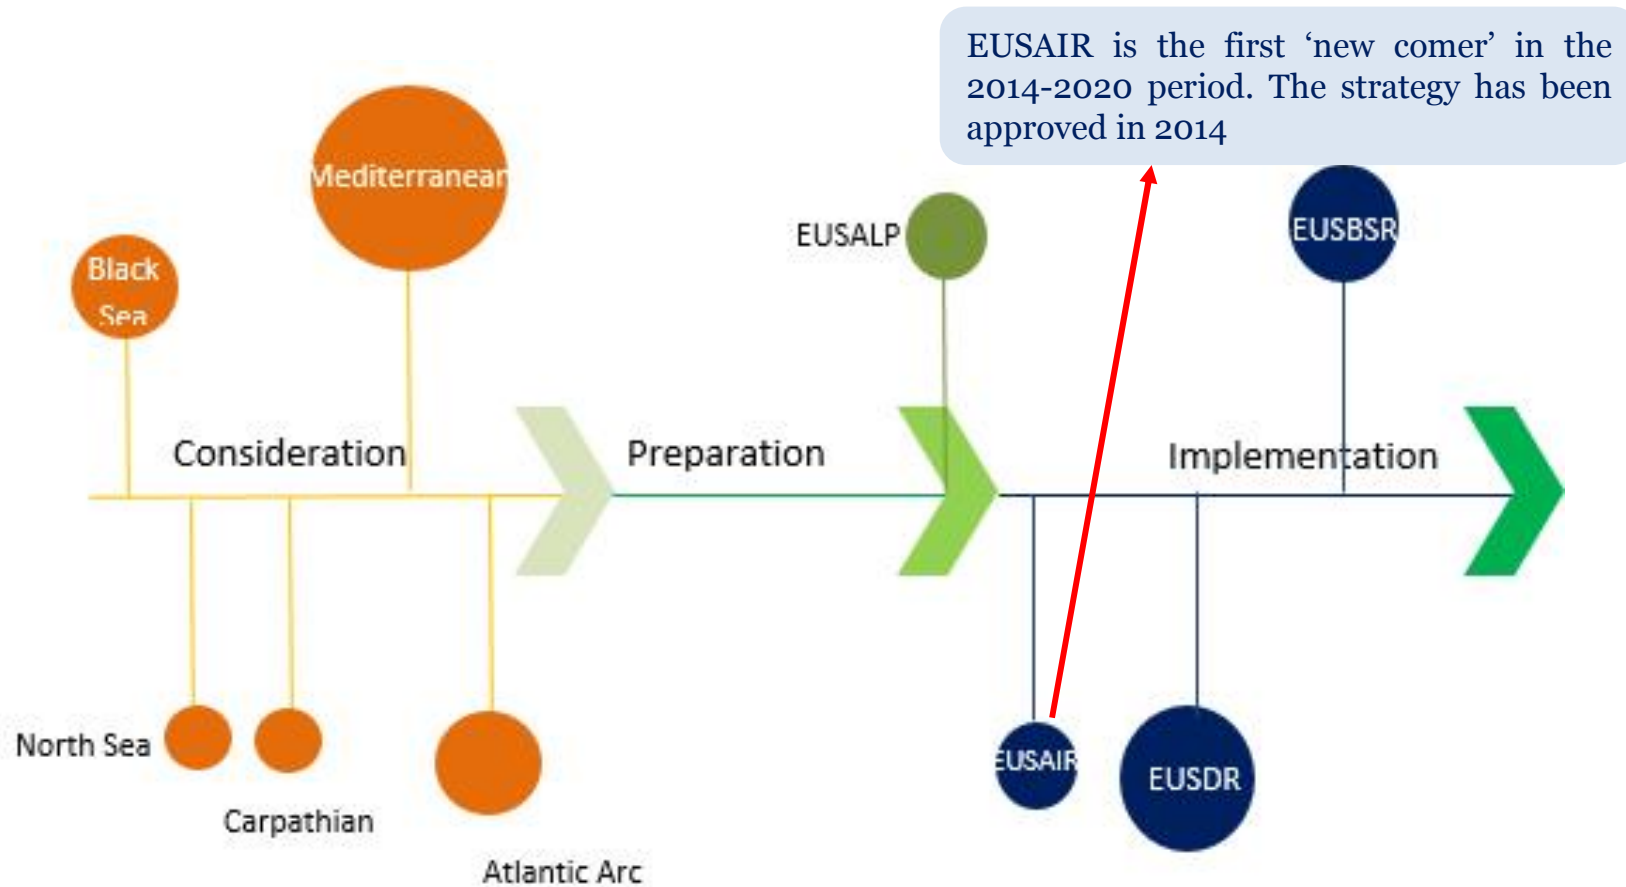 EUSAIR is the first ‘new comer’ in the
2014-2020 period. The strategy has been
approved in 2014
Mediterranean
EUSALP
EUSBSR
Black
Sea
Consideration
Preparation
Implementation
North Sea
EUSAIR
EUSDR
Carpathian
Atlantic Arc